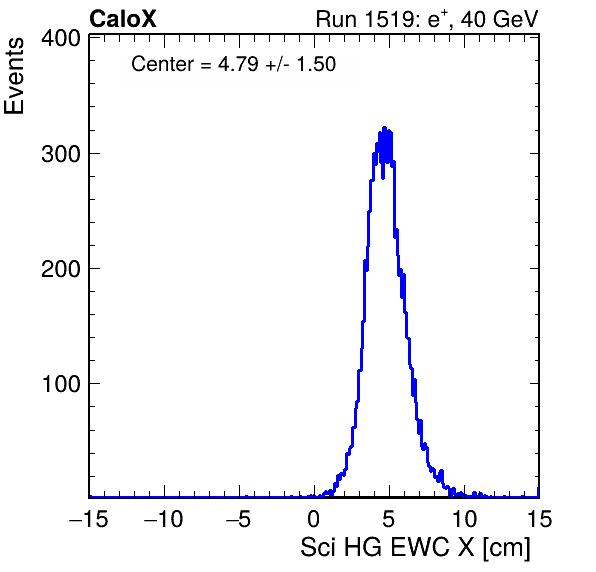 CaloX Run 1519: e⁺, 40 GeV
Events
Center = 4.79 +/- 1.50
400
300
200
100
−15 −10 −5 0 5 10 15
Sci HG EWC X [cm]